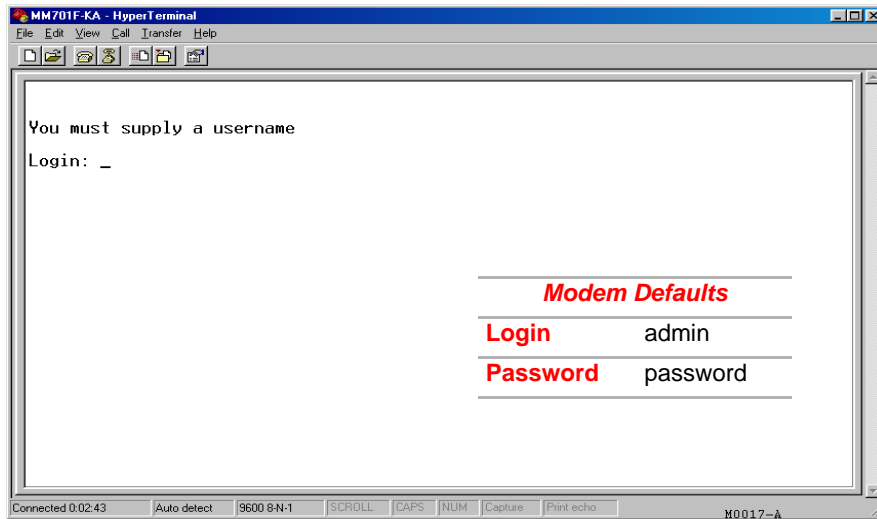 MM701F-KA - HyperTerminal
File Edit View Call Transfer Help
You must supply a username
Login: _
Modem Defaults
Login admin
Password password
Connected 0:02:43 Auto detect 9600 8-N-1 SCROLL CAPS NUM Capture Print echo
M0017-A